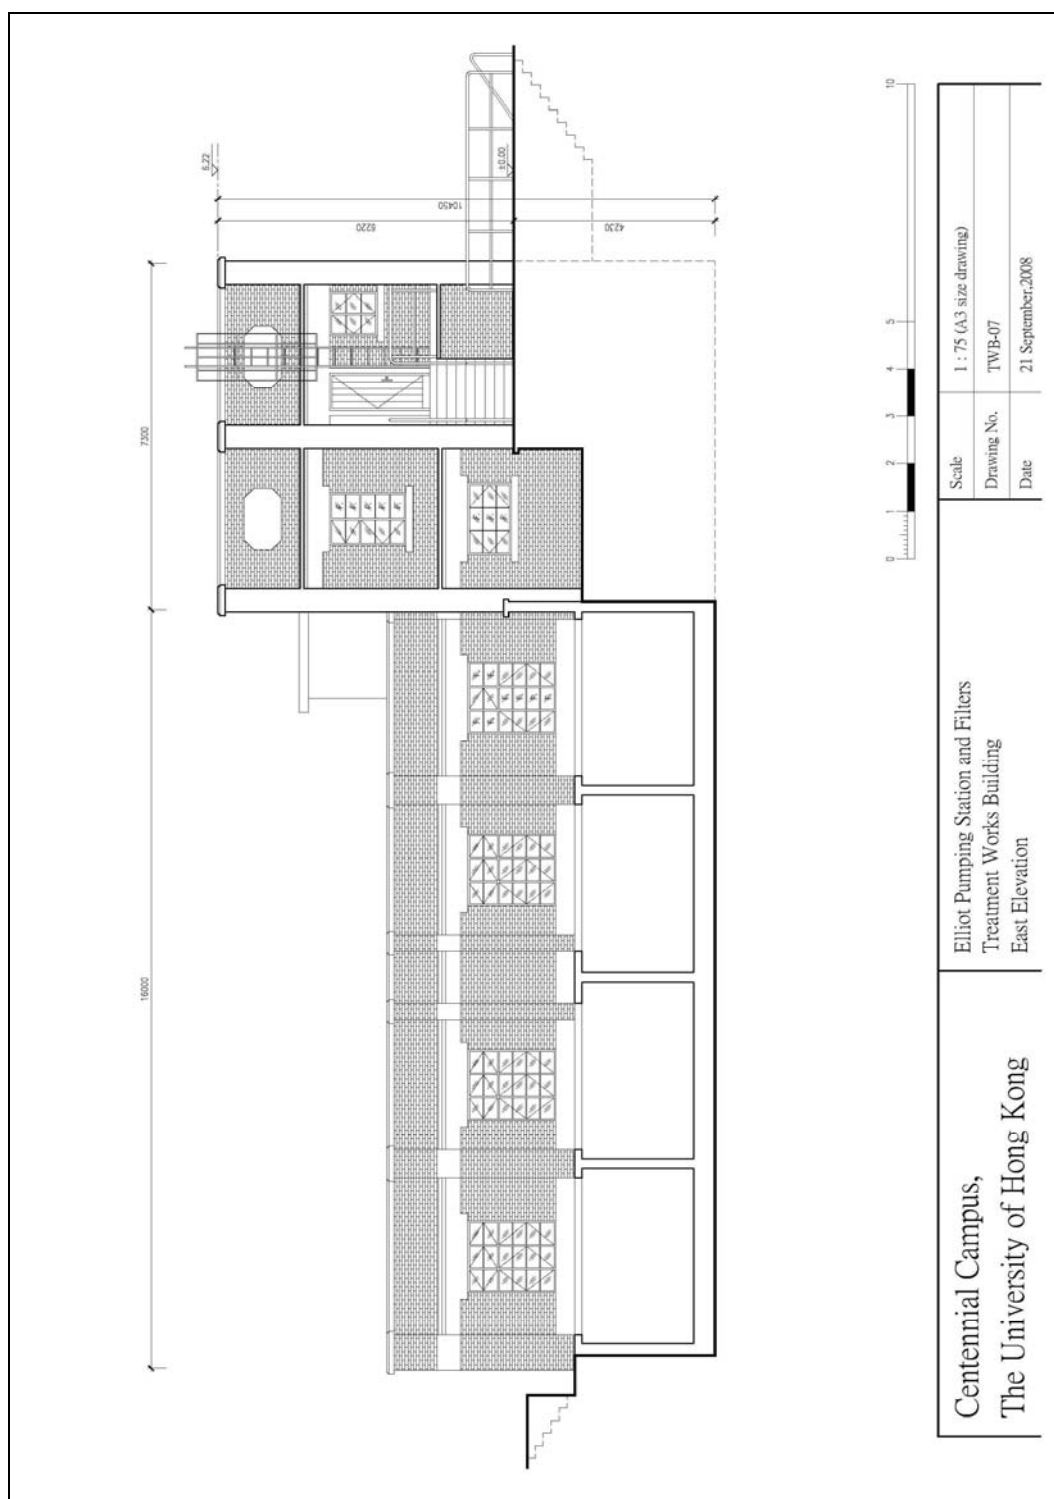 16000
7300
6.22
±0.00
10450
6220
4230
0
1
2
3
4
5
10
Centennial Campus,
The University of Hong Kong
Elliot Pumping Station and Filters
Treatment Works Building
East Elevation
Scale
1 : 75 (A3 size drawing)
Drawing No.
TWB-07
Date
21 September,2008